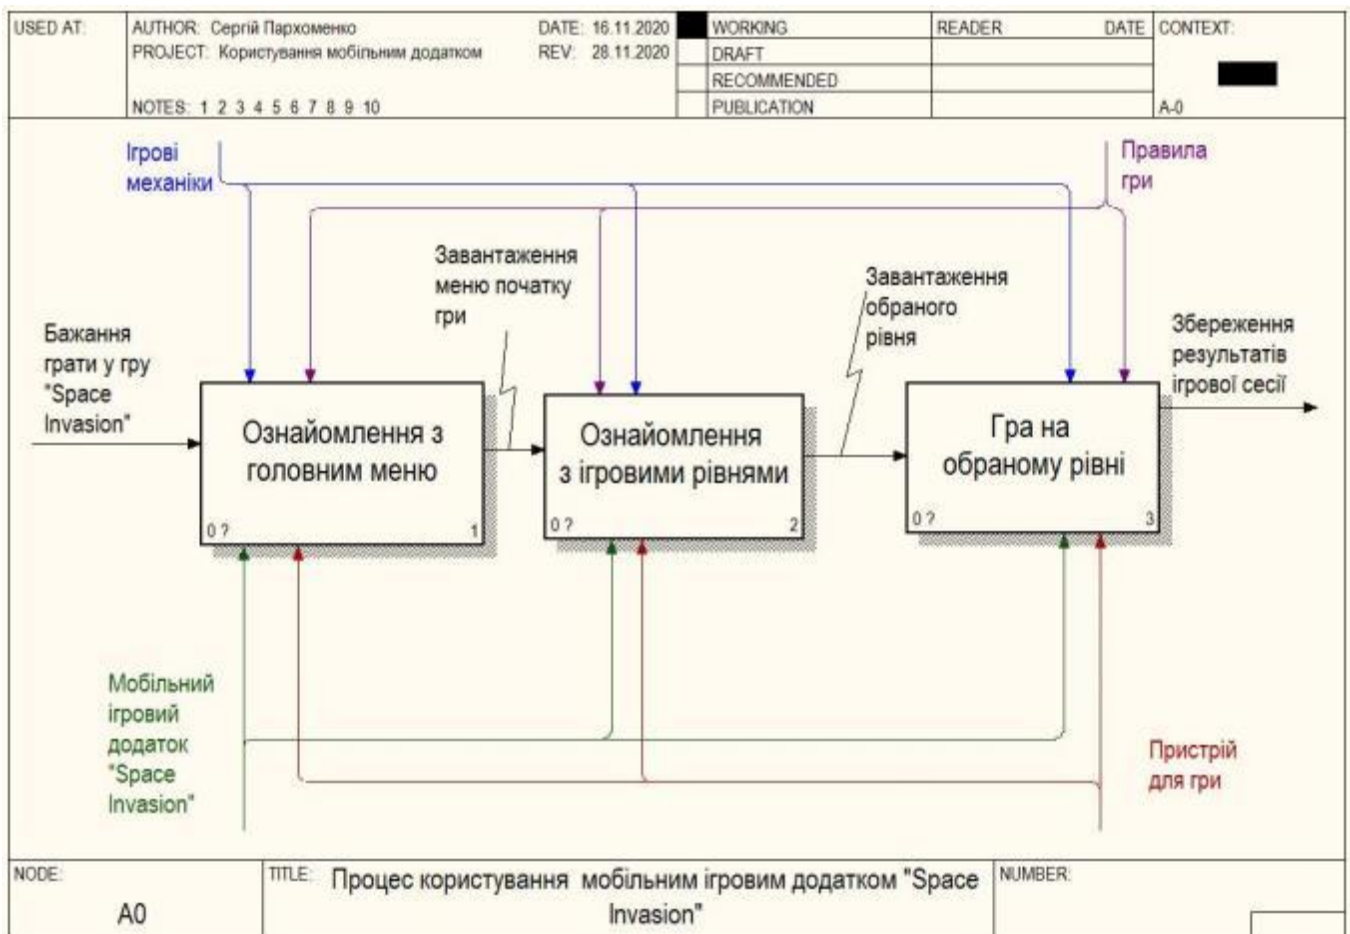 USED AT:
AUTHOR: Сергій Пархоменко
DATE: 16.11.2020
WORKING
READER
DATE
CONTEXT:
PROJECT: Користування мобільним додатком
REV: 28.11.2020
DRAFT
RECOMMENDED
NOTES: 1 2 3 4 5 6 7 8 9 10
PUBLICATION
A-0
Ігрові
механіки
Правила
гри
Завантаження
меню початку
гри
Завантаження
обраного
рівня
Бажання
грати у гру
"Space
Invasion"
Збереження
результатів
ігрової сесії
Ознайомлення з
головним меню
0 ?
1
Ознайомлення
з ігровими рівнями
0 ?
2
Гра на
обраному рівні
0 ?
3
Мобільний
ігровий
додаток
"Space
Invasion"
Пристрій
для гри
NODE:
A0
TITLE:
Процес користування мобільним ігровим додатком "Space
Invasion"
NUMBER: